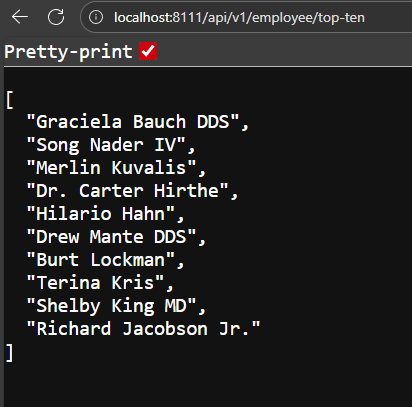 localhost:8111/api/v1/employee/top-ten
Pretty-print
[
"Graciela Bauch DDS",
"Song Nader IV",
"Merlin Kuvalis",
"Dr. Carter Hirthe",
"Hilario Hahn",
"Drew Mante DDS",
"Burt Lockman",
"Terina Kris",
"Shelby King MD",
"Richard Jacobson Jr."
]